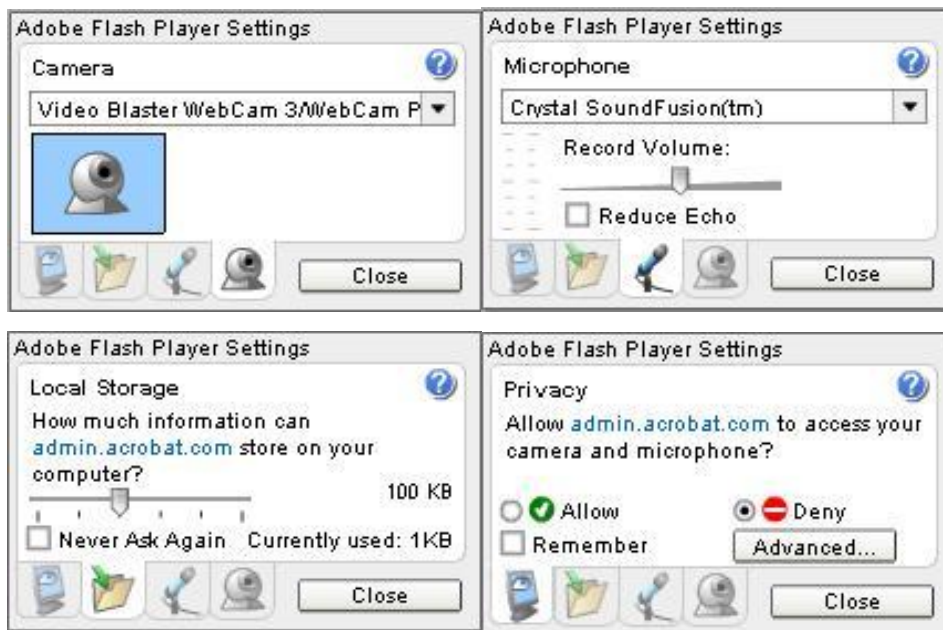 Adobe Flash Player Settings
Camera
?
Video Blaster WebCam 3/WebCam P
Close
Adobe Flash Player Settings
Microphone
?
Crystal SoundFusion(tm)
Record Volume:
Reduce Echo
Close
Adobe Flash Player Settings
Local Storage
?
How much information can
admin.acrobat.com store on your
computer?
100 KB
Never Ask Again Currently used: 1KB
Close
Adobe Flash Player Settings
Privacy
?
Allow admin.acrobat.com to access your
camera and microphone?
Allow Deny
Remember Advanced...
Close